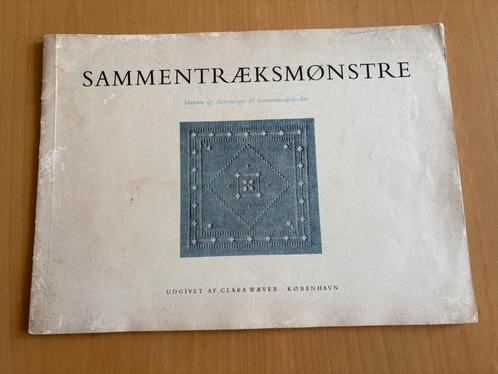 SAMMENTRÆKSMØNSTRE
Mønstre og Anvisninger til Sammentræksbroderi
UDGIVET AF CLARA WÆVER · KØBENHAVN